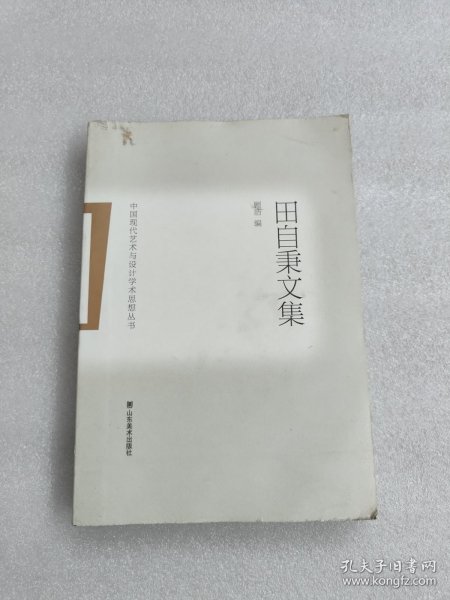 田自秉文集
编
中国现代艺术与设计学术思想丛书
山东美术出版社
孔夫子旧书网
www.kongfz.com